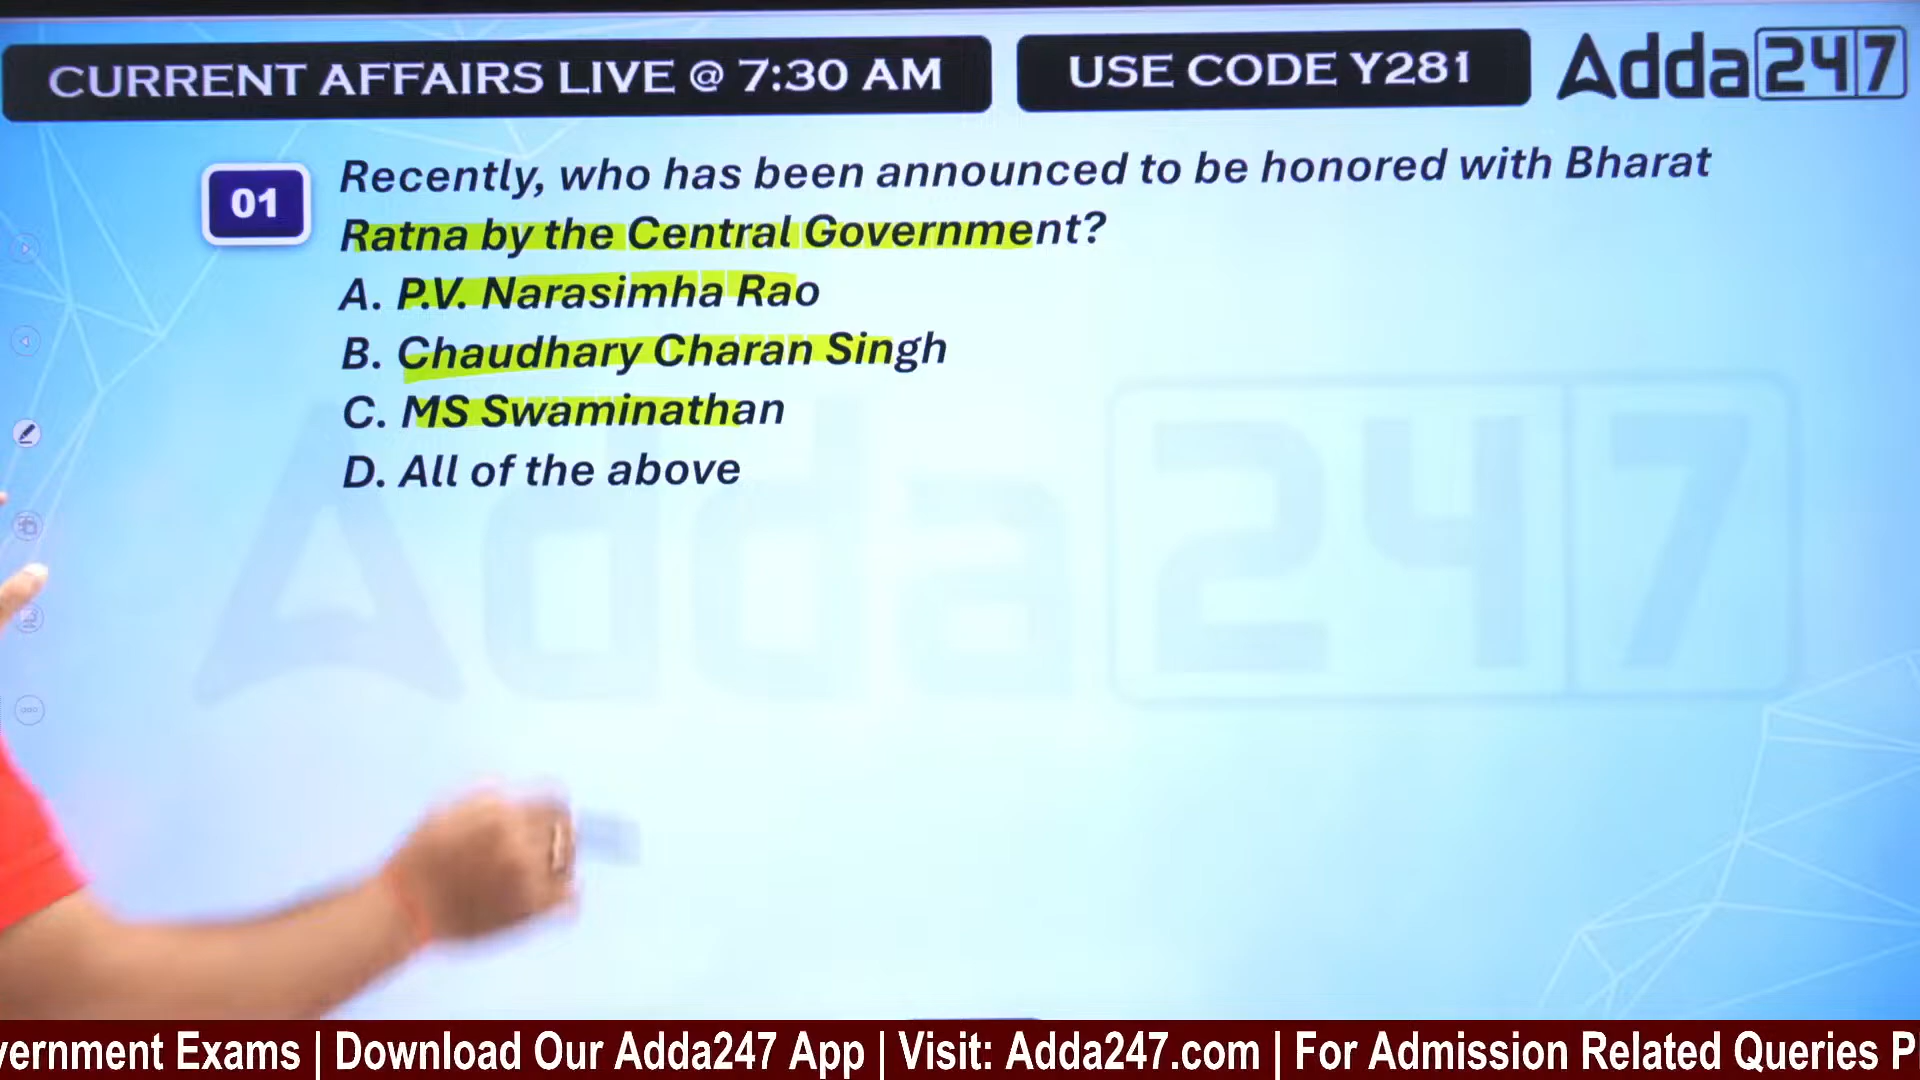 CURRENT AFFAIRS LIVE @ 7:30 AM
USE CODE Y281
Adda247
01
Recently, who has been announced to be honored with Bharat
Ratna by the Central Government?
A. P.V. Narasimha Rao
B. Chaudhary Charan Singh
C. MS Swaminathan
D. All of the above
Adda247
vernment Exams | Download Our Adda247 App | Visit: Adda247.com | For Admission Related Queries P